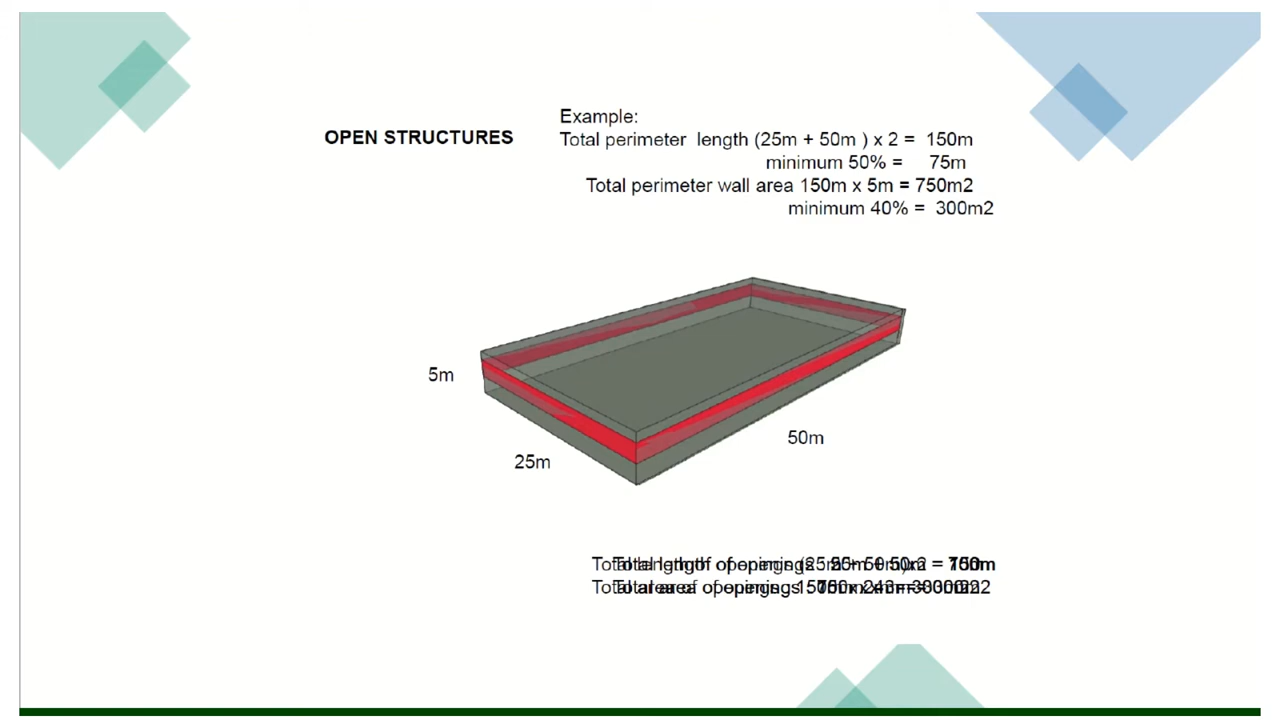 OPEN STRUCTURES
Example:
Total perimeter length (25m + 50m ) x 2 = 150m
minimum 50% = 75m
Total perimeter wall area 150m x 5m = 750m2
minimum 40% = 300m2
5m
50m
25m